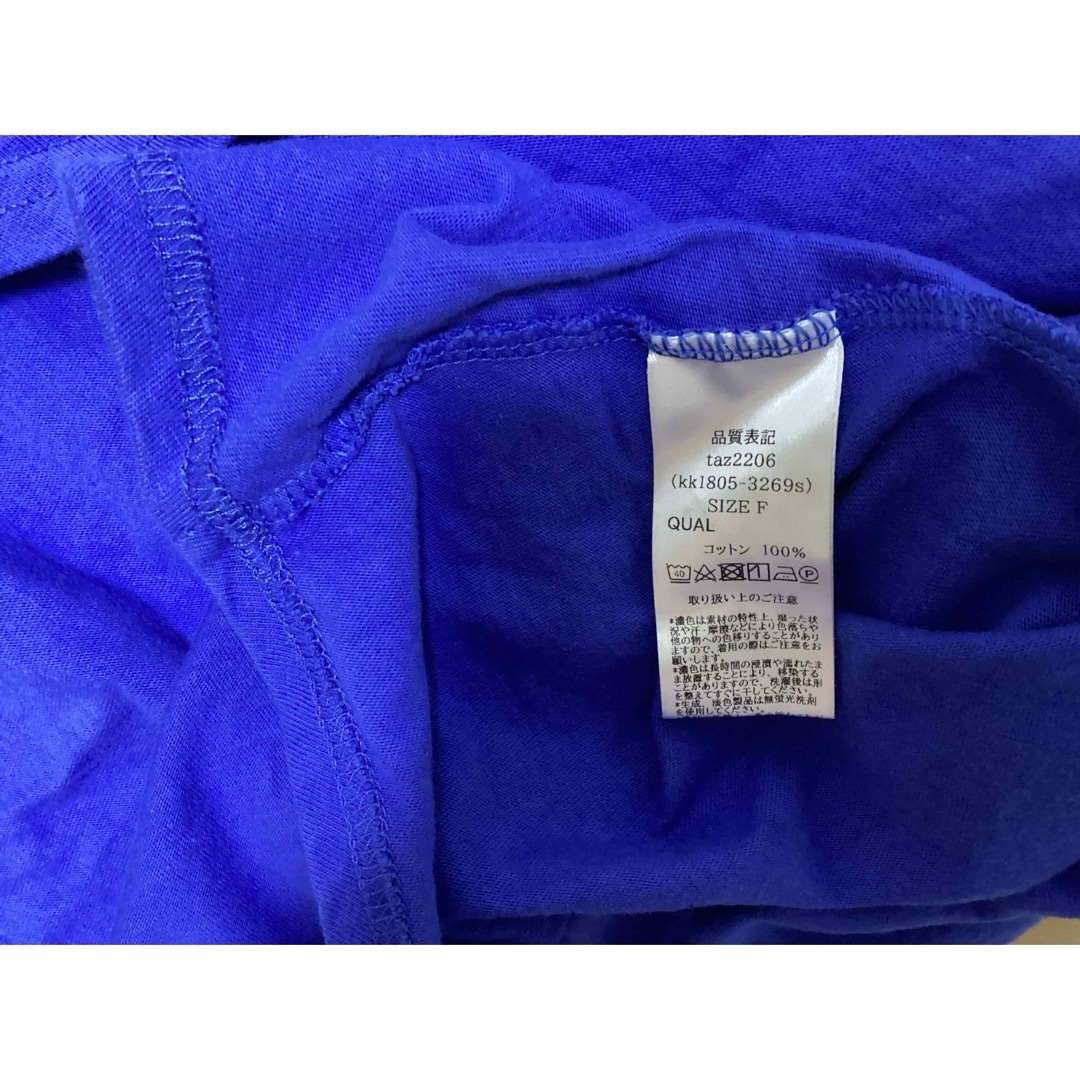 品質表記
taz2206
(kk1805-3269s)
SIZE F
QUAL
コットン 100%
40
P
取り扱い上のご注意
*濃色は素材の特性上、湿った状
況や汗・摩擦などにより色落ちや
他の物への色移りすることがあり
ますので、着用の際はご注意をお
願いします。
*濃色は長時間の浸漬や濡れたま
ま放置することにより、移染する
ことがありますので、洗濯後は形
を整えてすぐに干してください。
*生成、淡色製品は無蛍光洗剤
を使用してください。